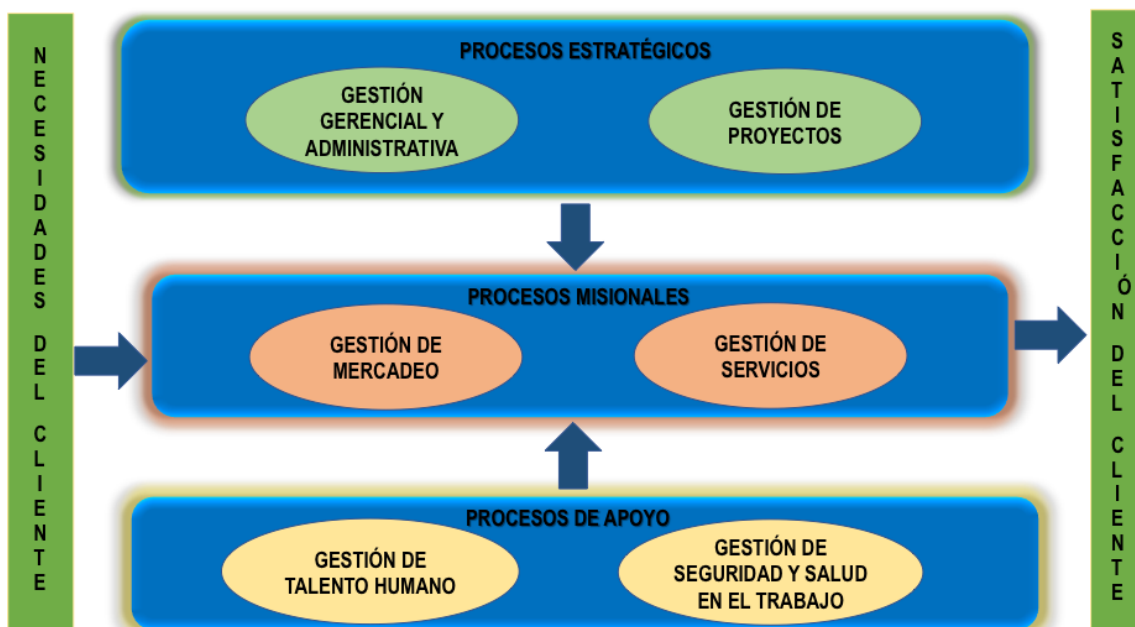 NECESIDADES DEL CLIENTE
PROCESOS ESTRATÉGICOS
GESTIÓN
GERENCIAL Y
ADMINISTRATIVA
GESTIÓN DE
PROYECTOS
PROCESOS MISIONALES
GESTIÓN DE
MERCADEO
GESTIÓN DE
SERVICIOS
PROCESOS DE APOYO
GESTIÓN DE
TALENTO HUMANO
GESTIÓN DE
SEGURIDAD Y SALUD
EN EL TRABAJO
SATISFACCIÓN DEL CLIENTE